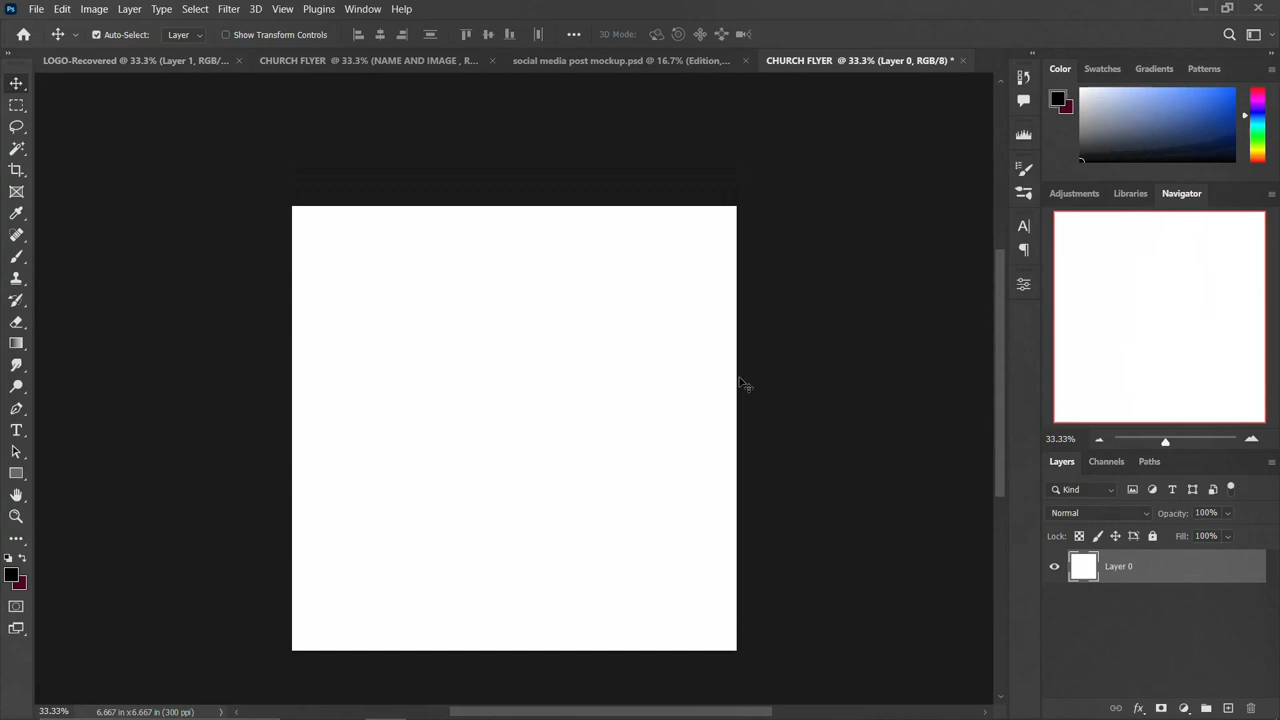 Ps File Edit Image Layer Type Select Filter 3D View Plugins Window Help
Auto-Select: Layer Show Transform Controls 3D Mode:
LOGO-Recovered @ 33.3% (Layer 1, RGB/... CHURCH FLYER @ 33.3% (NAME AND IMAGE , R... social media post mockup.psd @ 16.7% (Edition,... CHURCH FLYER @ 33.3% (Layer 0, RGB/8) *
Color Swatches Gradients Patterns
Adjustments Libraries Navigator
33.33%
Layers Channels Paths
Kind
Normal Opacity: 100%
Lock: Fill: 100%
Layer 0
33.33% 6.667 in x 6.667 in (300 ppi)